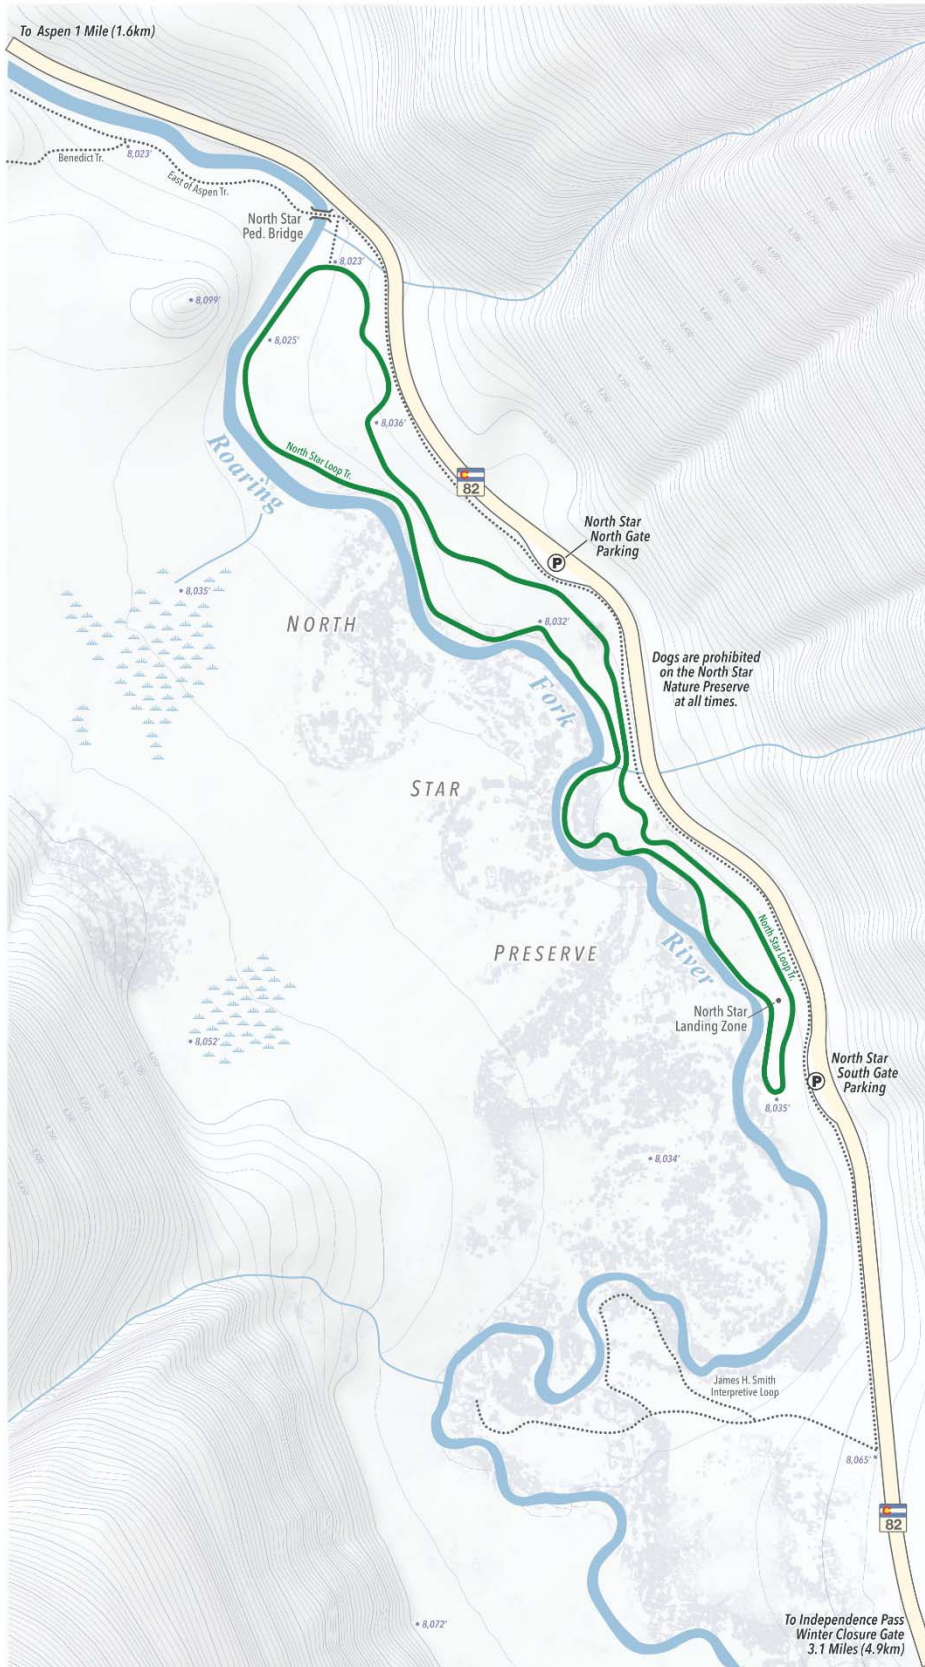 To Aspen 1 Mile (1.6km)
Benedict Tr.
8,023'
East of Aspen Tr.
North Star
Ped. Bridge
8,023'
8,099'
8,025'
8,036'
North Star Loop Tr.
Roaring
82
North Star
North Gate
Parking
P
8,035'
NORTH
8,032'
Dogs are prohibited
on the North Star
Nature Preserve
at all times.
Fork
STAR
PRESERVE
River
North Star Loop Tr.
North Star
Landing Zone
8,052'
North Star
South Gate
Parking
P
8,035'
8,034'
James H. Smith
Interpretive Loop
8,065'
82
8,072'
To Independence Pass
Winter Closure Gate
3.1 Miles (4.9km)